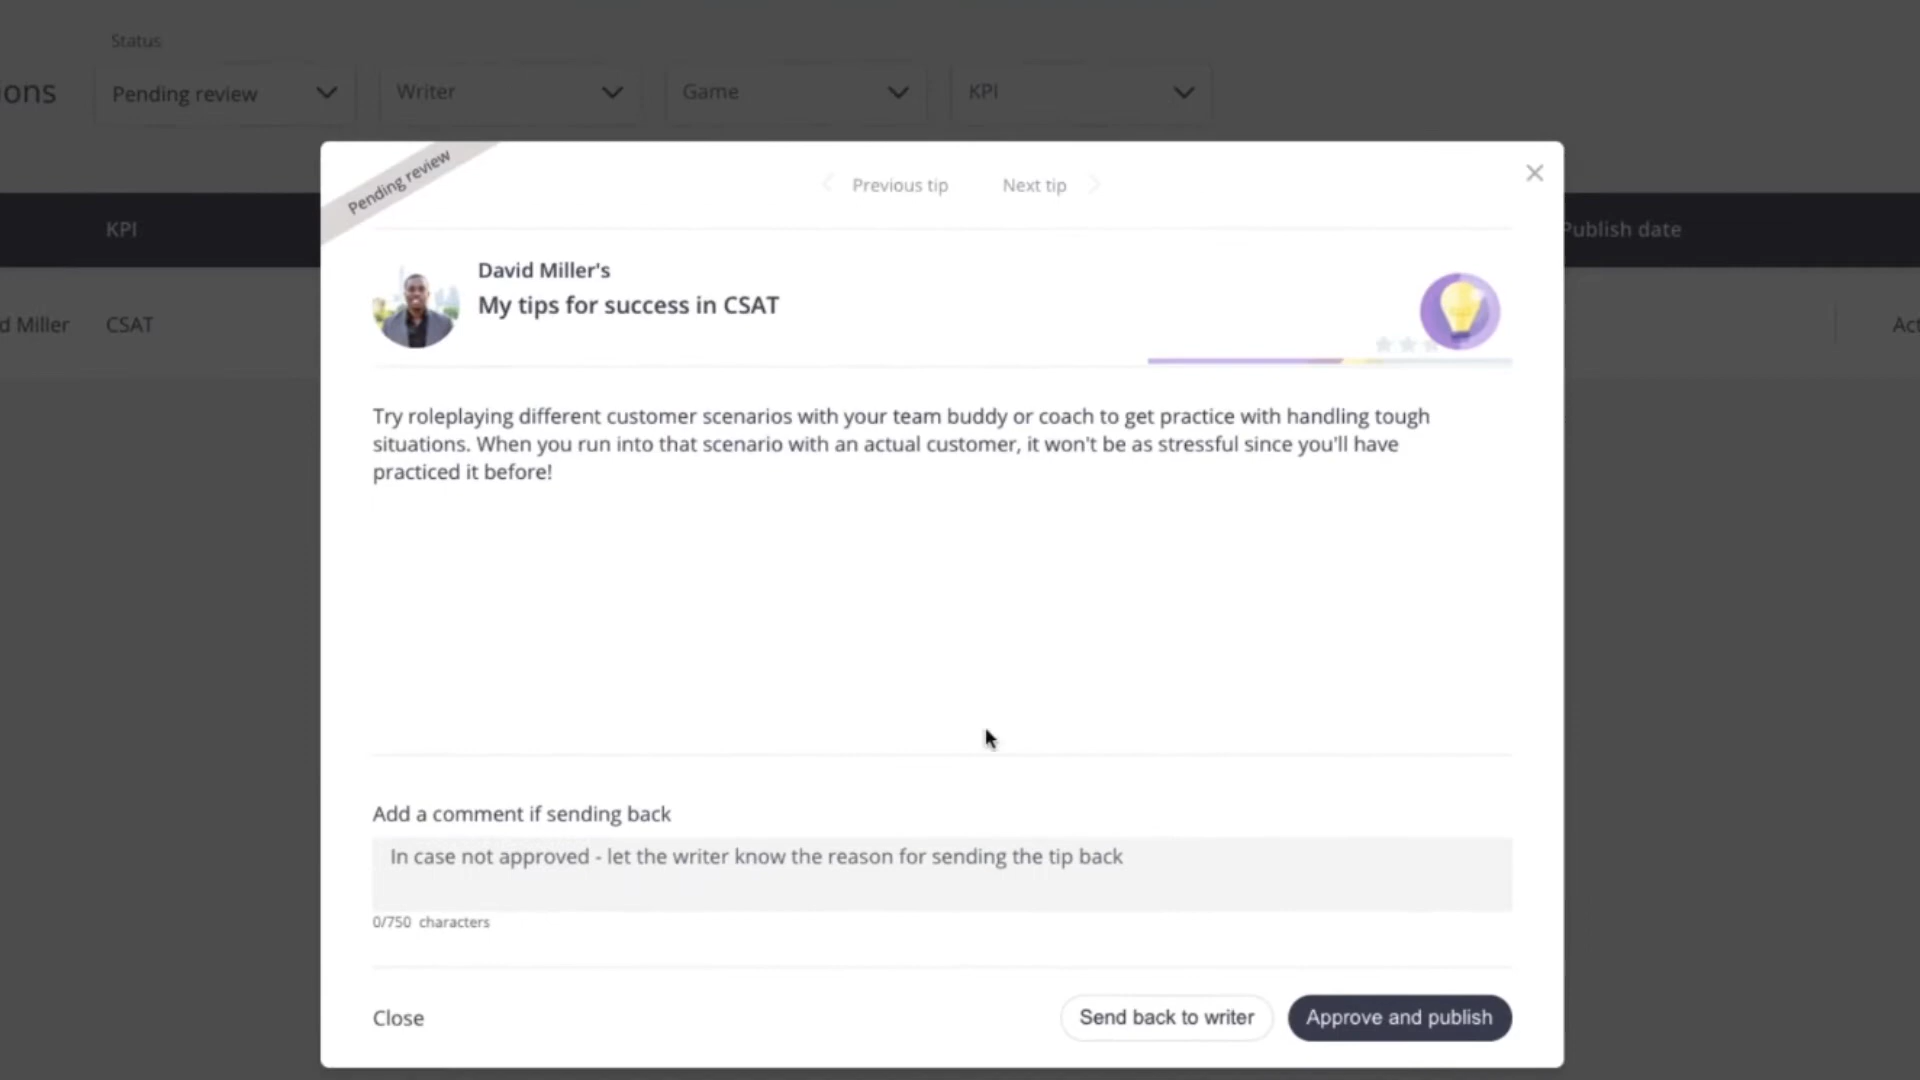 Status
ions
Pending review
Writer
Game
KPI
Pending review
Previous tip
Next tip
KPI
Publish date
David Miller's
My tips for success in CSAT
d Miller
CSAT
Act
Try roleplaying different customer scenarios with your team buddy or coach to get practice with handling tough
situations. When you run into that scenario with an actual customer, it won't be as stressful since you'll have
practiced it before!
Add a comment if sending back
In case not approved - let the writer know the reason for sending the tip back
0/750 characters
Close
Send back to writer
Approve and publish